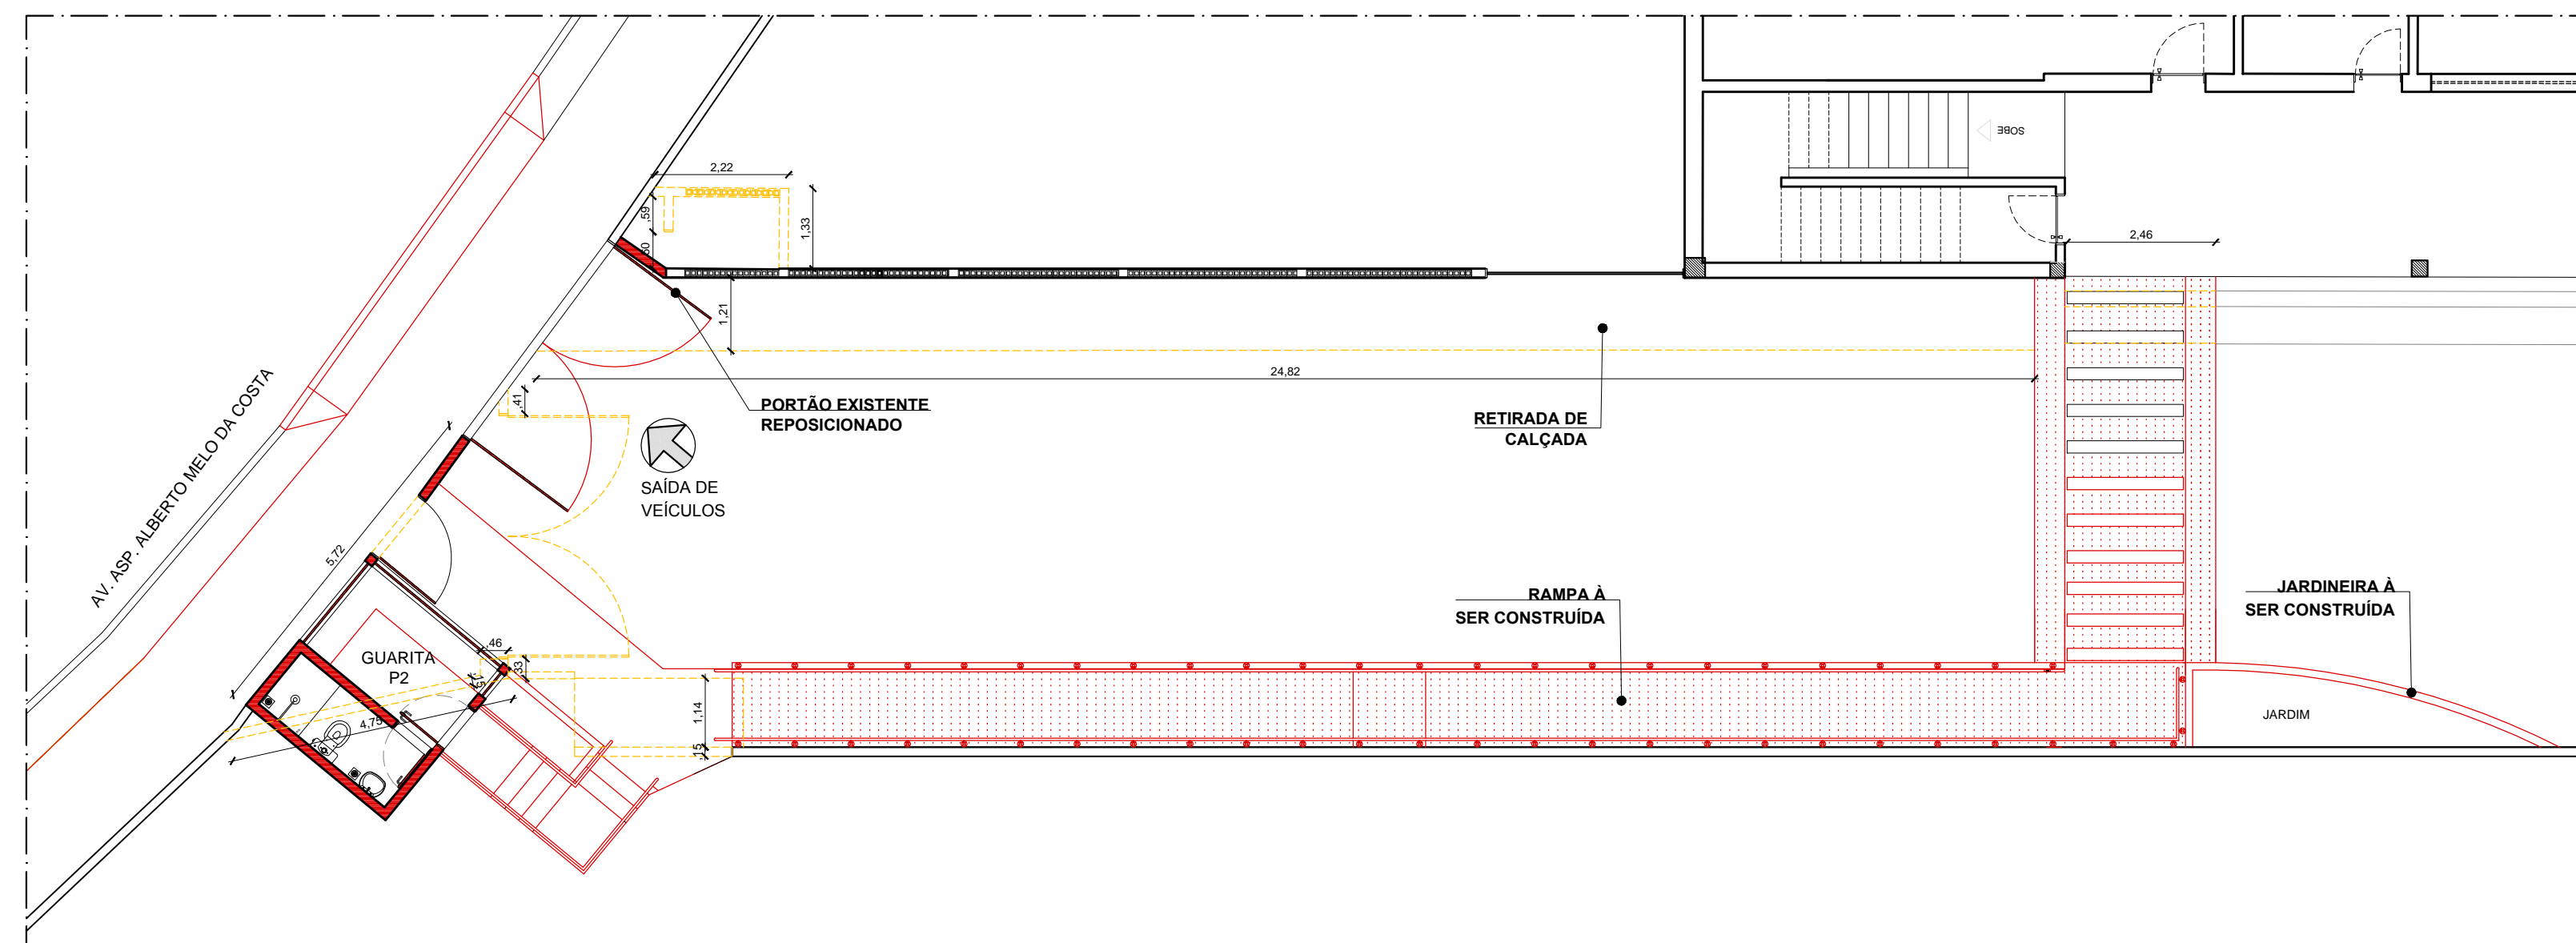 SOBE
2,22
,59
1,33
2,46
1,21
AV. ASP. ALBERTO MELO DA COSTA
24,82
,41
PORTÃO EXISTENTE
REPOSICIONADO
RETIRADA DE
CALÇADA
SAÍDA DE
VEÍCULOS
5,72
RAMPA À
SER CONSTRUÍDA
JARDINEIRA À
SER CONSTRUÍDA
GUARITA
P2
,46
,33
,75
4,75
1,14
,15
JARDIM